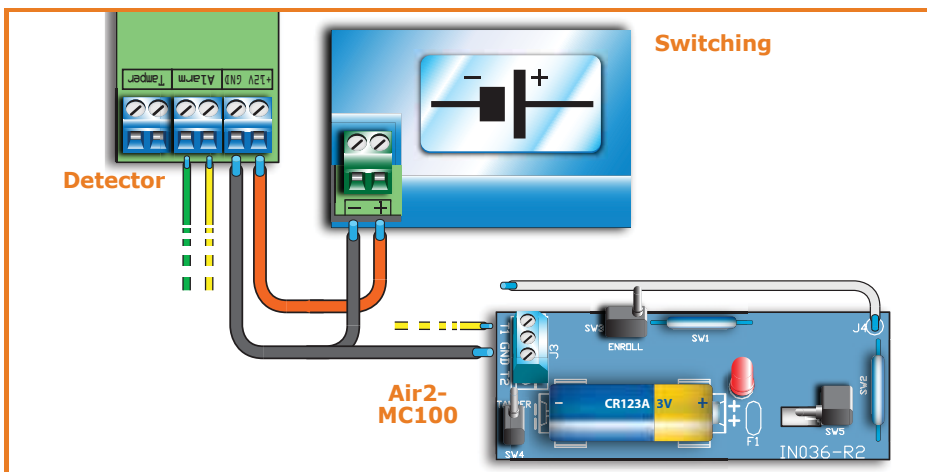 Switching
Tamper Alarm GND +12V
- +
Detector
- +
T1 GND T2
J3
SW3
ENROLL
SW1
J4
SW2
Air2-
MC100
TAMPER
SW4
- CR123A 3V +
+
+
F1
SW5
IN036-R2